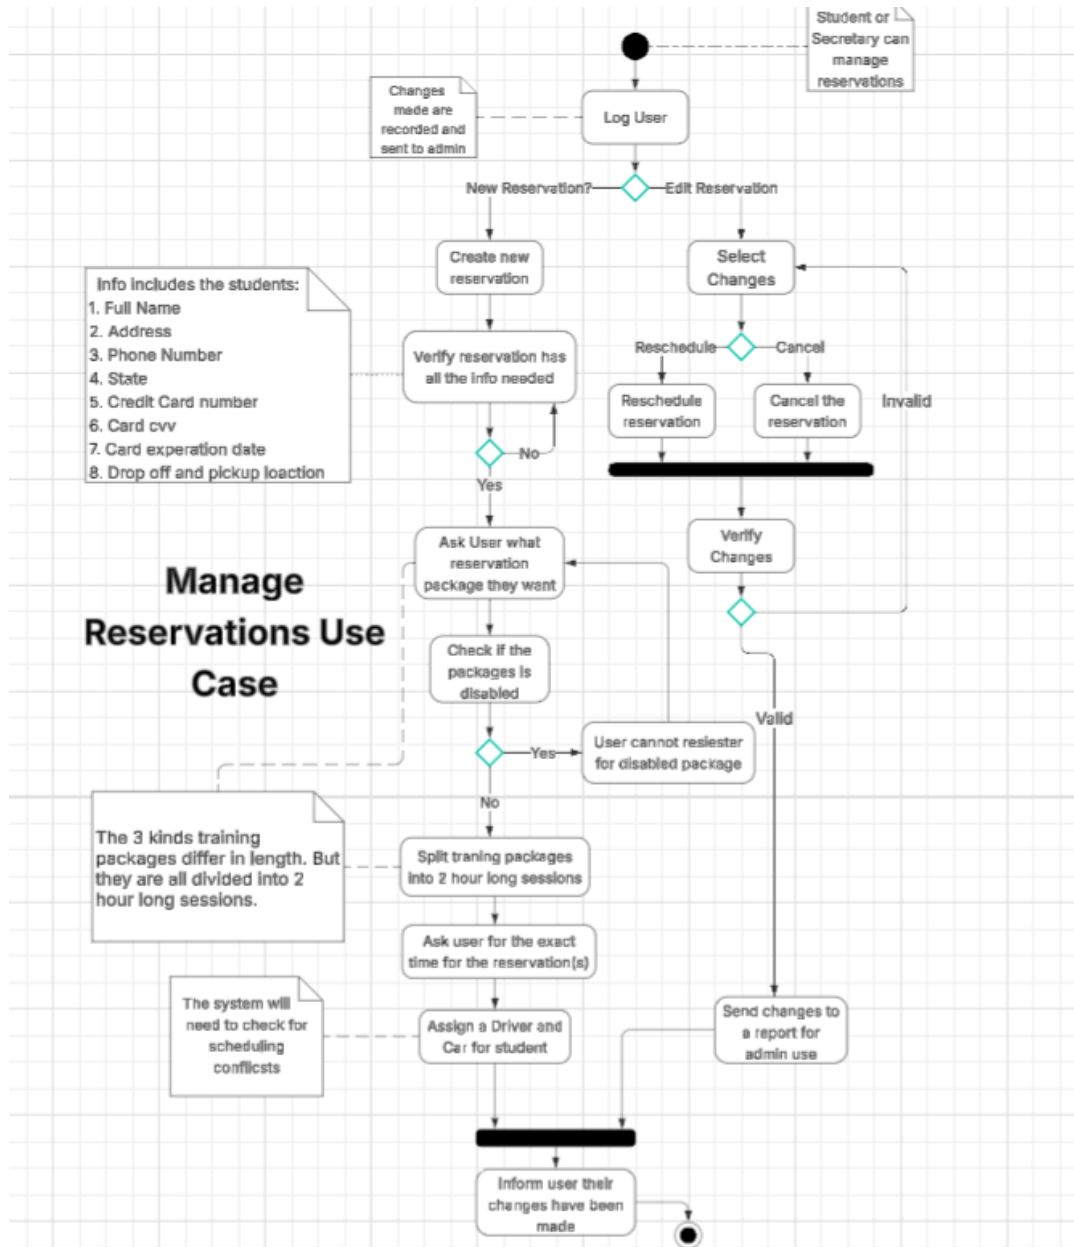 Student or
Secretary can
manage
reservations
Changes
made are
recorded and
sent to admin
Log User
New Reservation?
Edit Reservation
Create new
reservation
Select
Changes
Info includes the students:
1. Full Name
2. Address
3. Phone Number
4. State
5. Credit Card number
6. Card cvv
7. Card experation date
8. Drop off and pickup loaction
Verify reservation has
all the info needed
Reschedule
Cancel
Reschedule
reservation
Cancel the
reservation
Invalid
No
Yes
Ask User what
reservation
package they want
Verify
Changes
Manage
Reservations Use
Case
Check if the
packages is
disabled
Valid
Yes
User cannot resiester
for disabled package
No
The 3 kinds training
packages differ in length. But
they are all divided into 2
hour long sessions.
Split traning packages
into 2 hour long sessions
Ask user for the exact
time for the reservation(s)
The system will
need to check for
scheduling
conflicsts
Assign a Driver and
Car for student
Send changes to
a report for
admin use
Inform user their
changes have been
made